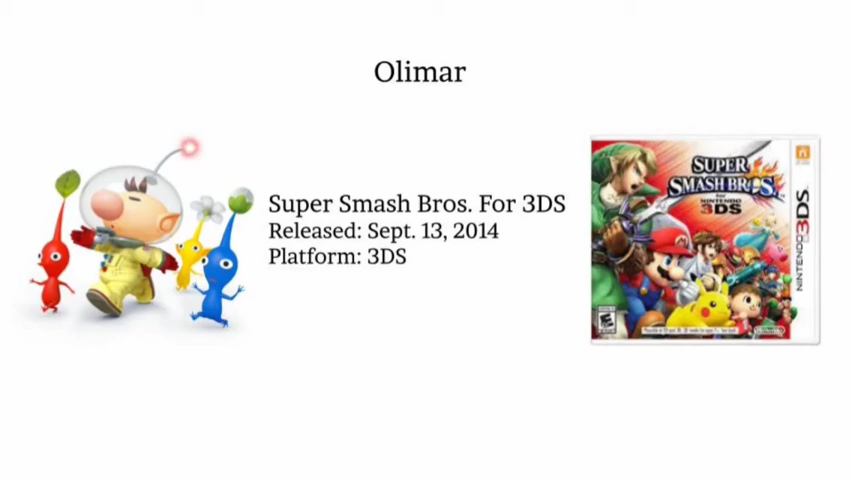 Olimar
Super Smash Bros. For 3DS
Released: Sept. 13, 2014
Platform: 3DS
SUPER
SMASH BROS.
for
NINTENDO
3DS
NINTENDO 3DS
E